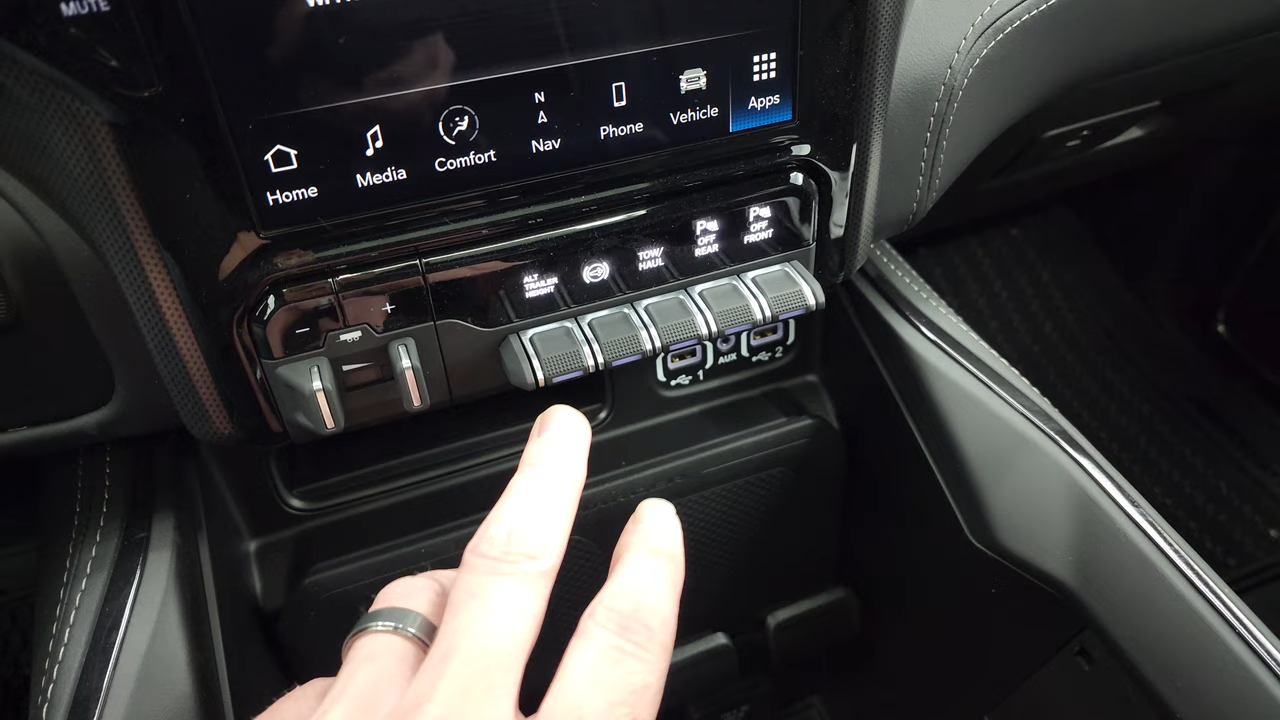 MUTE
Home
Media
Comfort
N
Nav
Phone
Vehicle
Apps
ALT
TRAILER
HEIGHT
TOW/
HAUL
P
OFF
REAR
P
OFF
FRONT
−
+
1
AUX
2